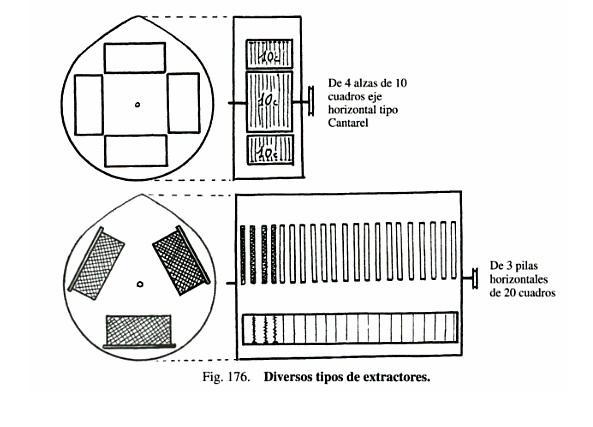 10c
10c
10c
De 4 alzas de 10
cuadros eje
horizontal tipo
Cantarel
De 3 pilas
horizontales
de 20 cuadros
Fig. 176. Diversos tipos de extractores.